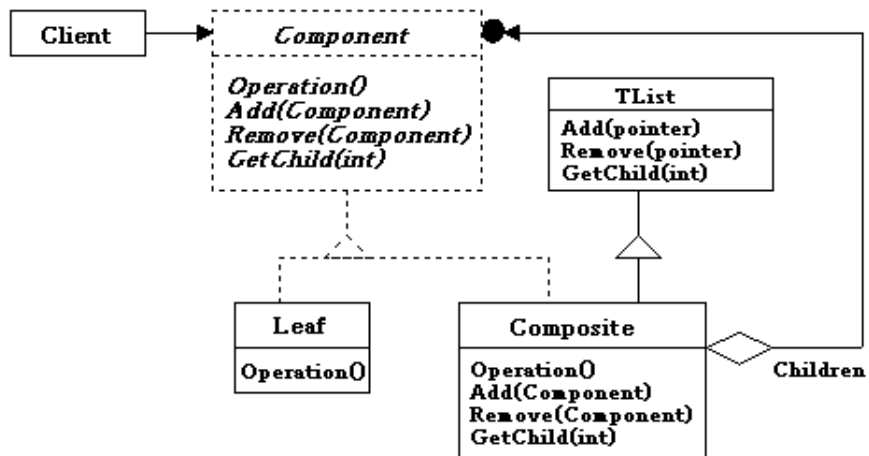 Client
Component
Operation()
Add(Component)
Remove(Component)
GetChild(int)
TList
Add(pointer)
Remove(pointer)
GetChild(int)
Leaf
Operation()
Composite
Operation()
Add(Component)
Remove(Component)
GetChild(int)
Children